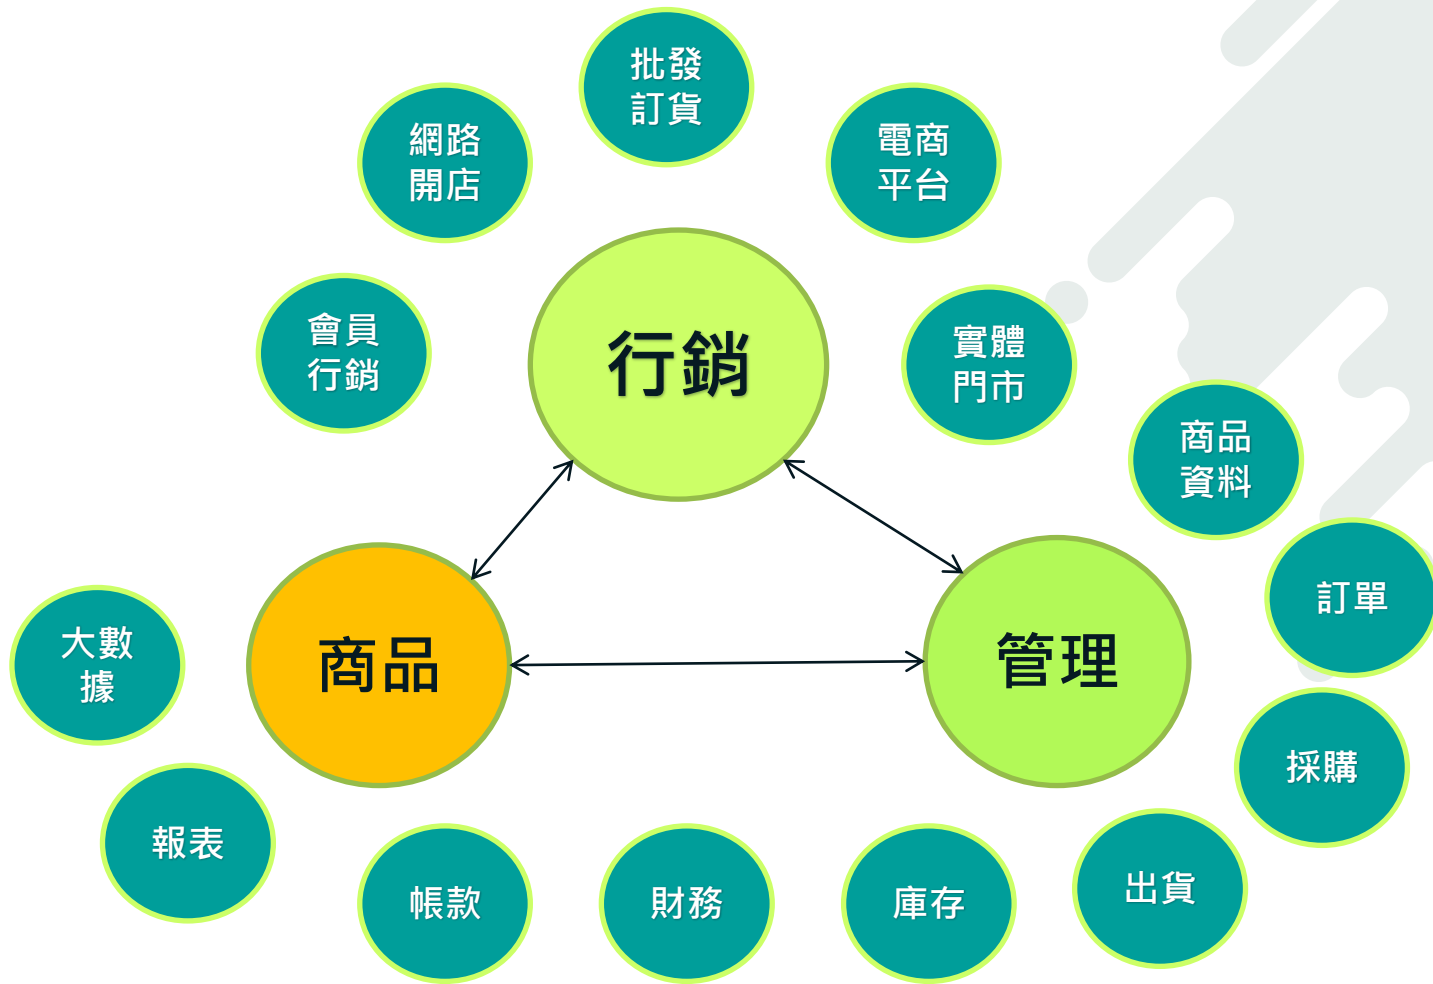 批發
訂貨
網路
開店
電商
平台
會員
行銷
行銷
實體
門市
商品
資料
訂單
大數
據
商品
管理
採購
報表
帳款
財務
庫存
出貨